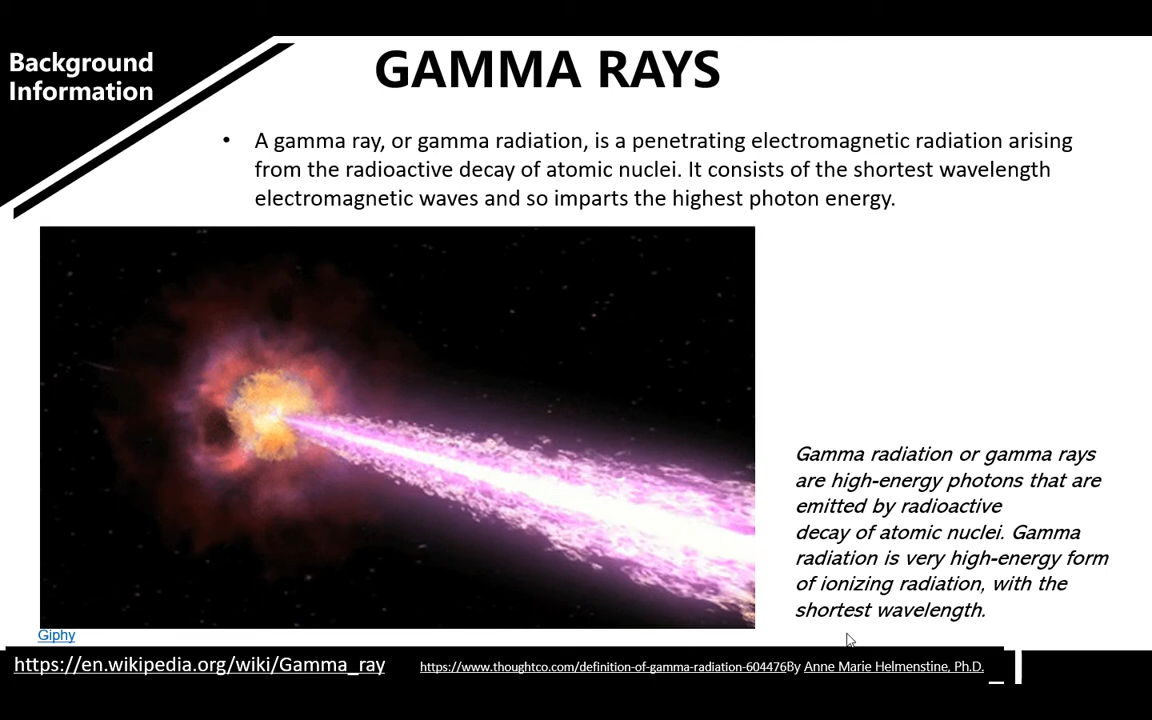 Background
Information
GAMMA RAYS
• A gamma ray, or gamma radiation, is a penetrating electromagnetic radiation arising
from the radioactive decay of atomic nuclei. It consists of the shortest wavelength
electromagnetic waves and so imparts the highest photon energy.
Gamma radiation or gamma rays
are high-energy photons that are
emitted by radioactive
decay of atomic nuclei. Gamma
radiation is very high-energy form
of ionizing radiation, with the
shortest wavelength.
Giphy
https://en.wikipedia.org/wiki/Gamma_ray
https://www.thoughtco.com/definition-of-gamma-radiation-604476By Anne Marie Helmenstine, Ph.D.